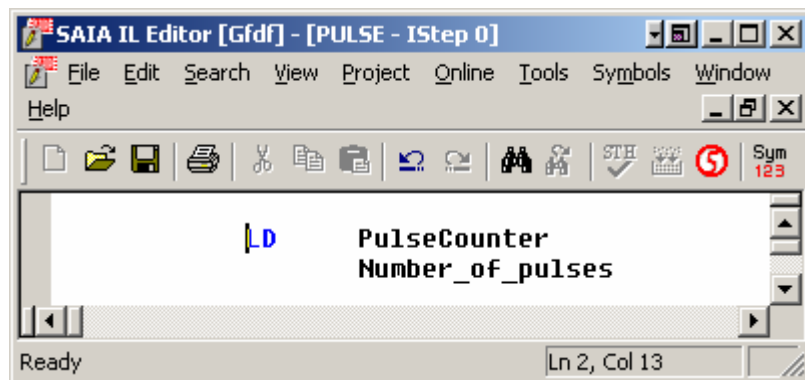 SAIA IL Editor [Gfdf] - [PULSE - IStep 0]
File Edit Search View Project Online Tools Symbols Window
Help
STH
S
Sym
123
LD PulseCounter
Number_of_pulses
Ready Ln 2, Col 13